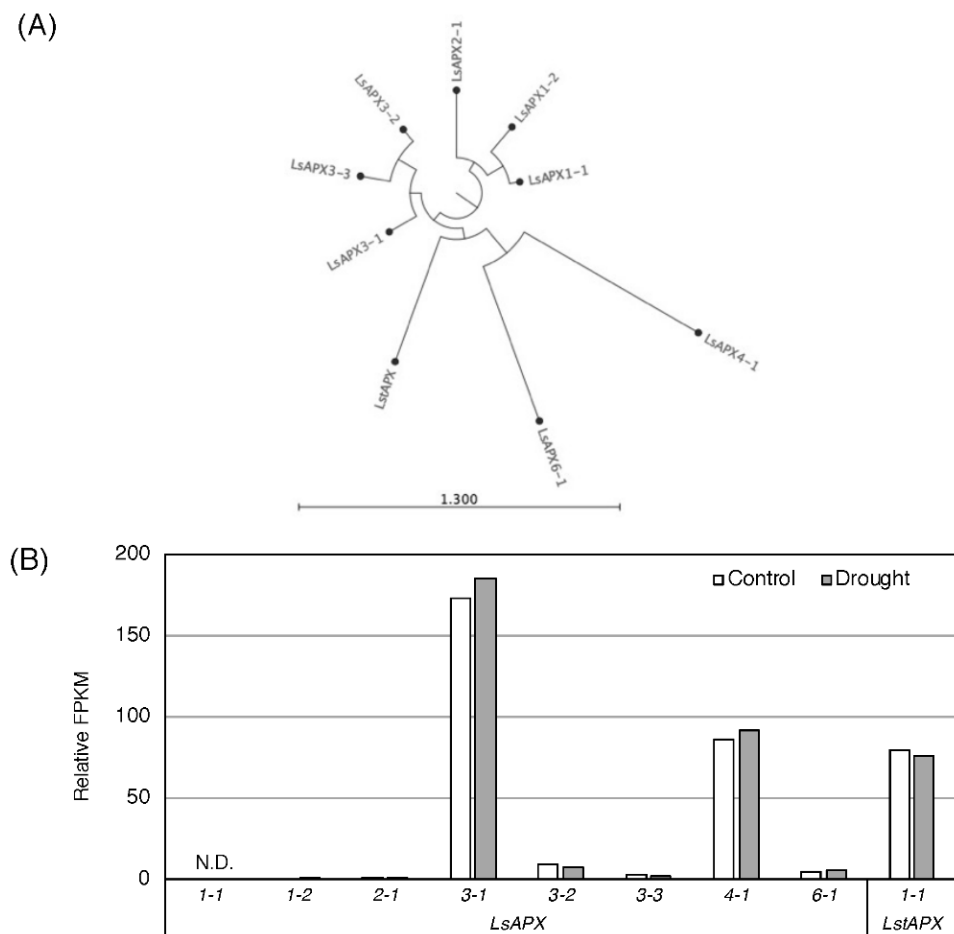 (A)
LsAPX2-1
LsAPX1-2
LsAPX3-2
LsAPX3-3
LsAPX1-1
LsAPX3-1
LsAPX4-1
LstAPX
LsAPX6-1
1.300
(B)
Relative FPKM
200
150
100
50
0
Control Drought
N.D.
1-1 1-2 2-1 3-1 3-2 3-3 4-1 6-1 1-1
LsAPX LstAPX